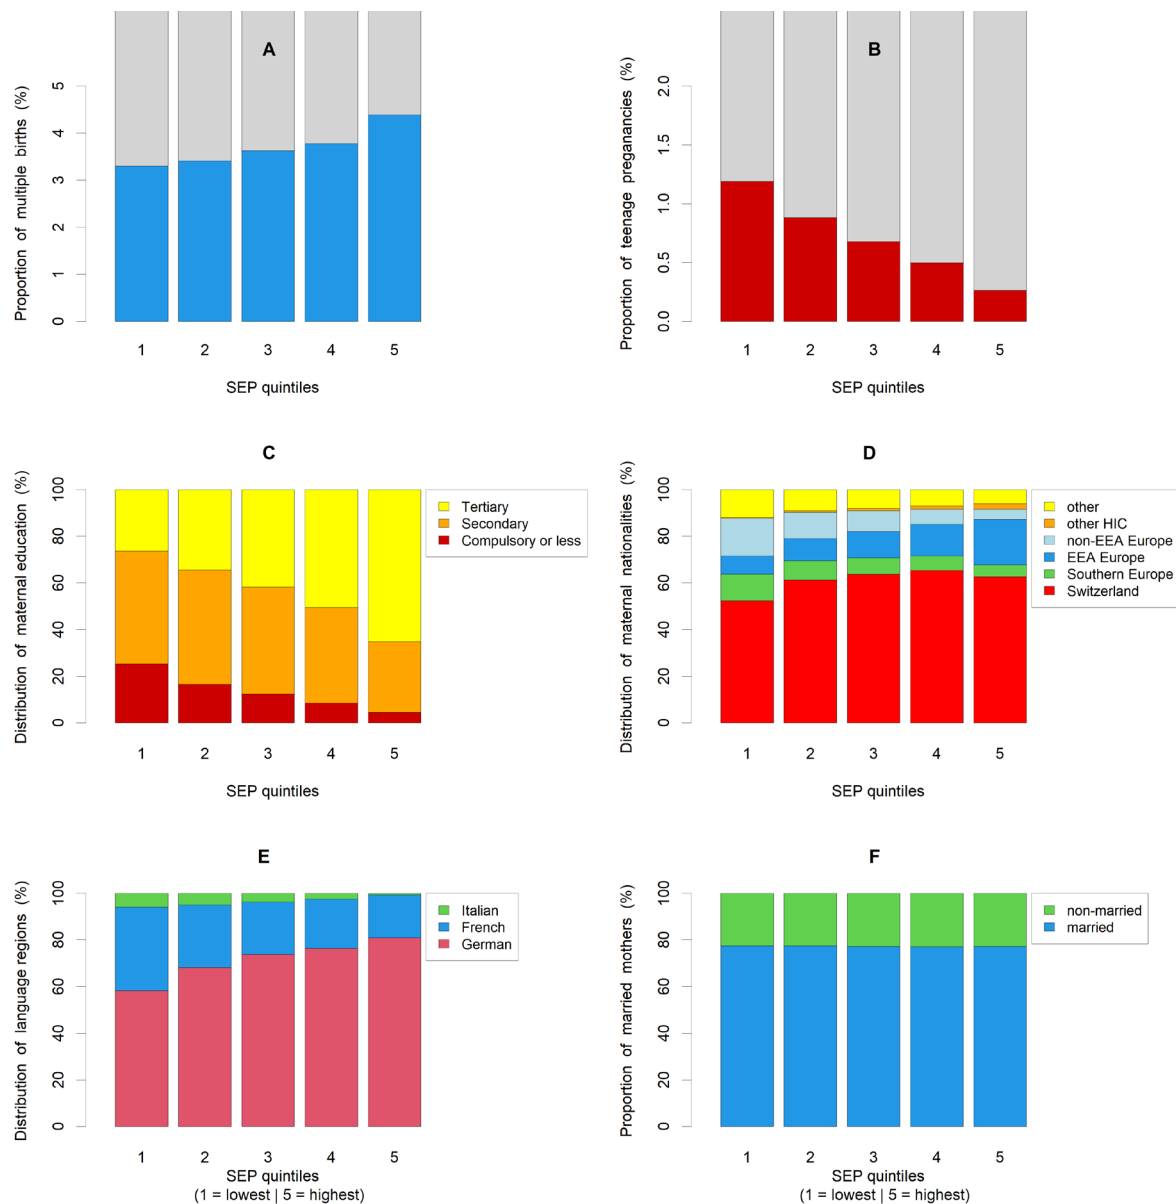 A
Proportion of multiple births (%)
0
1
2
3
4
5
1 2 3 4 5
SEP quintiles
B
Proportion of teenage preganancies (%)
0.0
0.5
1.0
1.5
2.0
1 2 3 4 5
SEP quintiles
C
Distribution of maternal education (%)
0
20
40
60
80
100
Tertiary
Secondary
Compulsory or less
1 2 3 4 5
SEP quintiles
D
Distribution of maternal nationalities (%)
0
20
40
60
80
100
other
other HIC
non-EEA Europe
EEA Europe
Southern Europe
Switzerland
1 2 3 4 5
SEP quintiles
E
Distribution of language regions (%)
0
20
40
60
80
100
Italian
French
German
1 2 3 4 5
SEP quintiles
(1 = lowest | 5 = highest)
F
Proportion of married mothers (%)
0
20
40
60
80
100
non-married
married
1 2 3 4 5
SEP quintiles
(1 = lowest | 5 = highest)